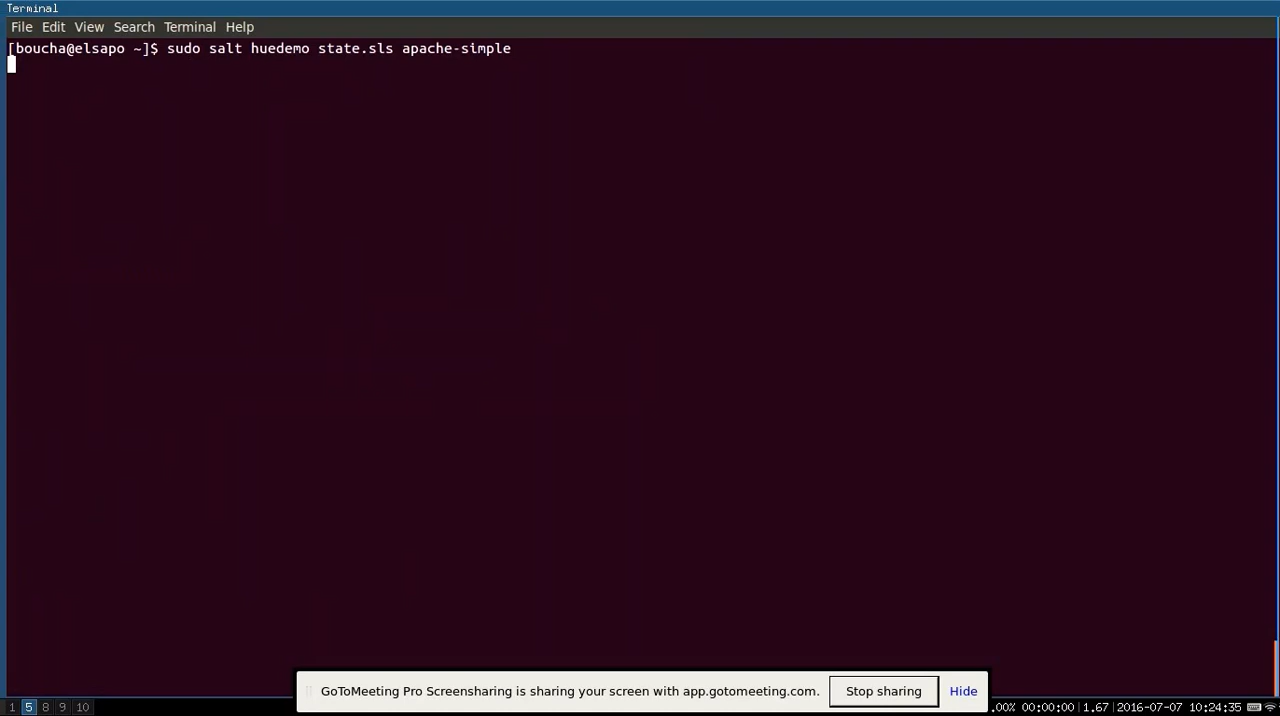 Terminal
File Edit View Search Terminal Help
[boucha@elsapo ~]$ sudo salt huedemo state.sls apache-simple
GoToMeeting Pro Screensharing is sharing your screen with app.gotomeeting.com. Stop sharing Hide
1 5 8 9 10 .00% 00:00:00 | 1.67 | 2016-07-07 10:24:35